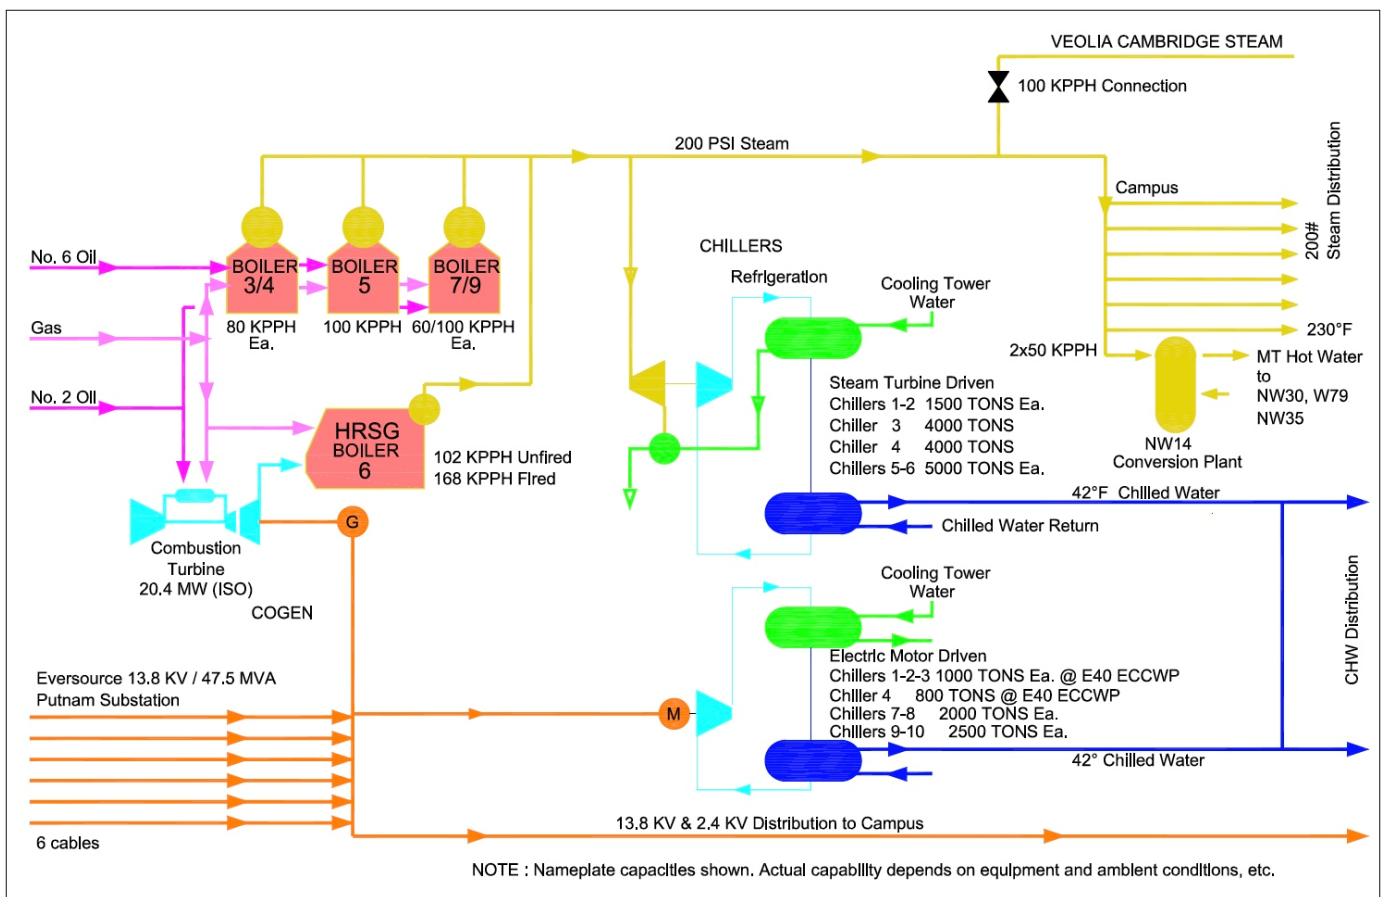 VEOLIA CAMBRIDGE STEAM
100 KPPH Connection
200 PSI Steam
Campus
200#
Steam Distribution
CHILLERS
Refrigeration
Cooling Tower
Water
No. 6 Oil
BOILER
3/4
BOILER
5
BOILER
7/9
Gas
80 KPPH
Ea.
100 KPPH
60/100 KPPH
Ea.
230°F
2x50 KPPH
MT Hot Water
to
NW30, W79
NW35
No. 2 Oil
Steam Turbine Driven
Chillers 1-2 1500 TONS Ea.
Chiller 3 4000 TONS
Chiller 4 4000 TONS
Chillers 5-6 5000 TONS Ea.
HRSG
BOILER
6
102 KPPH Unfired
168 KPPH Fired
NW14
Conversion Plant
42°F Chilled Water
Chilled Water Return
G
Combustion
Turbine
20.4 MW (ISO)
COGEN
Cooling Tower
Water
CHW Distribution
Eversource 13.8 KV / 47.5 MVA
Putnam Substation
Electric Motor Driven
Chillers 1-2-3 1000 TONS Ea. @ E40 ECCWP
Chiller 4 800 TONS @ E40 ECCWP
Chillers 7-8 2000 TONS Ea.
Chillers 9-10 2500 TONS Ea.
M
42° Chilled Water
13.8 KV & 2.4 KV Distribution to Campus
6 cables
NOTE : Nameplate capacities shown. Actual capability depends on equipment and ambient conditions, etc.